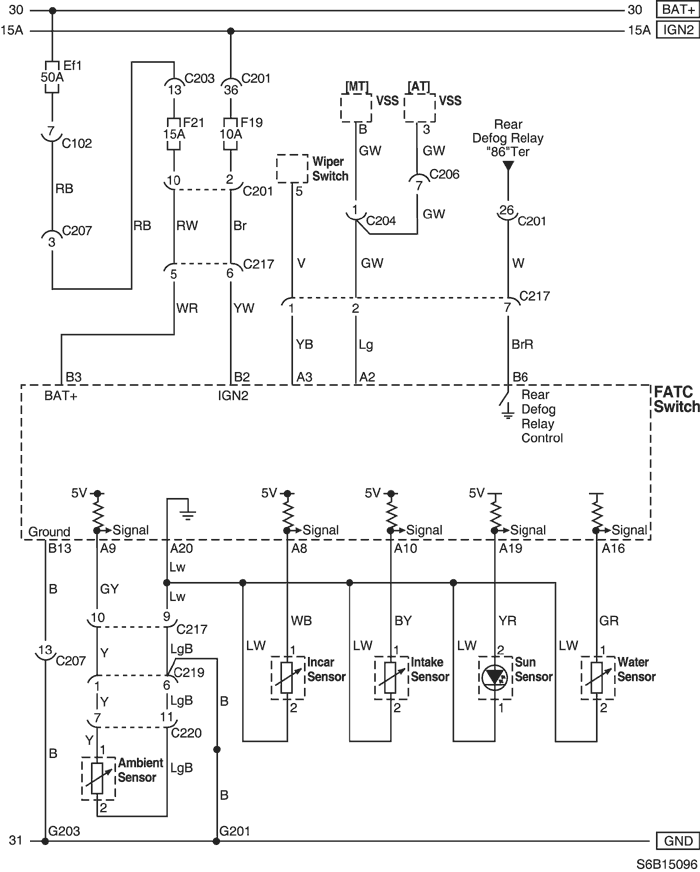 30 30 BAT+
15A 15A IGN2
Ef1
50A
C203
13
C201
36
[MT]
VSS
[AT]
VSS
F21
15A
F19
10A
7
C102
B
3
Rear
Defog Relay
"86"Ter
GW
GW
Wiper
Switch
5
C206
7
10
2
C201
RB
1
C204
GW
26
C201
C207
3
RB
RW
Br
V
GW
W
C217
5
6
C217
1
2
7
WR
YW
YB
Lg
BrR
B3
B2
A3
A2
B6
BAT+
IGN2
Rear
Defog
Relay
Control
FATC
Switch
5V
5V
5V
5V
Ground
Signal
Signal
Signal
Signal
Signal
B13
A9
A20
A8
A10
A19
A16
Lw
B
GY
Lw
10
9
C217
WB
BY
YR
GR
13
C207
Y
LgB
LW
LW
LW
LW
1
1
2
1
Incar
Sensor
Intake
Sensor
Sun
Sensor
Water
Sensor
2
2
1
2
C219
1
6
Y
LgB
B
7
11
C220
Y
1
B
Ambient
Sensor
LgB
2
B
G203
G201
31
GND
S6B15096